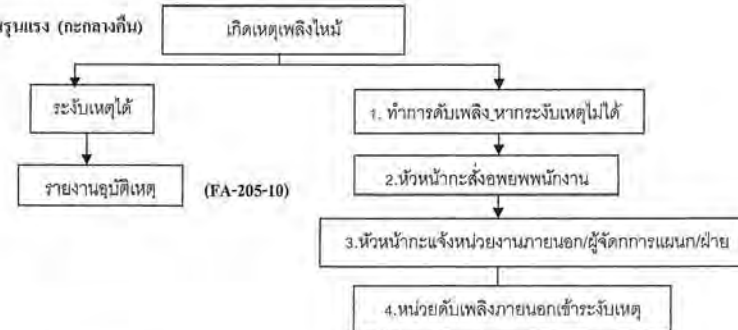 รุนแรง (กะกลางคืน)
เกิดเหตุเพลิงไหม้
ระงับเหตุได้
1. ทำการดับเพลิง หากระงับเหตุไม่ได้
รายงานอุบัติเหตุ (FA-205-10)
2.หัวหน้ากะสั่งอพยพพนักงาน
3.หัวหน้ากะแจ้งหน่วยงานภายนอก/ผู้จัดกการแผนก/ฝ่าย
4.หน่วยดับเพลิงภายนอกเข้าระงับเหตุ